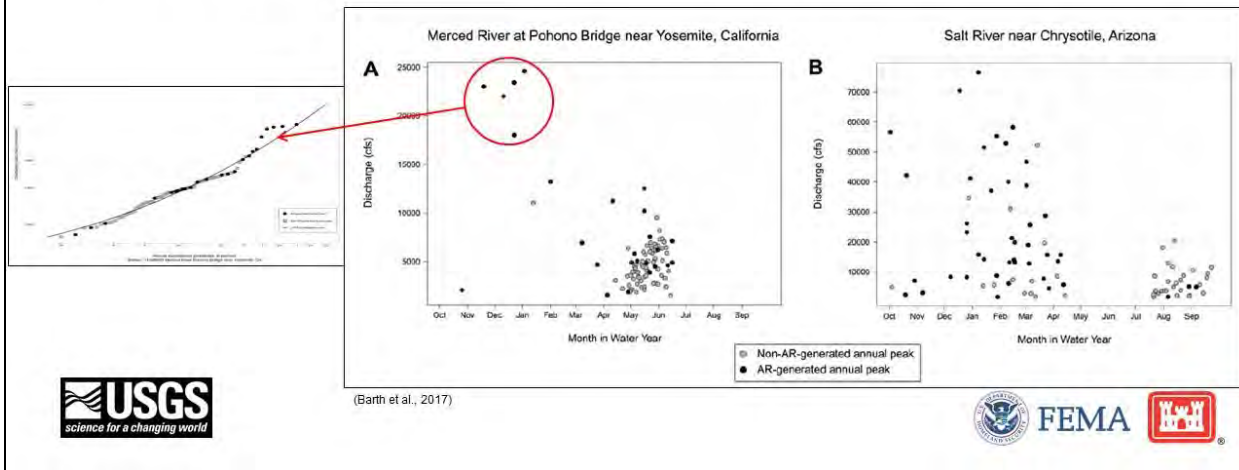 Merced River at Pohono Bridge near Yosemite, California
A
Discharge (cfs)
25000
20000
15000
10000
5000
Oct Nov Dec Jan Feb Mar Apr May Jun Jul Aug Sep
Month in Water Year
Salt River near Chrysotile, Arizona
B
Discharge (cfs)
70000
60000
50000
40000
30000
20000
10000
Oct Nov Dec Jan Feb Mar Apr May Jun Jul Aug Sep
Month in Water Year
Non-AR-generated annual peak
AR-generated annual peak
(Barth et al., 2017)
USGS
science for a changing world
FEMA
®